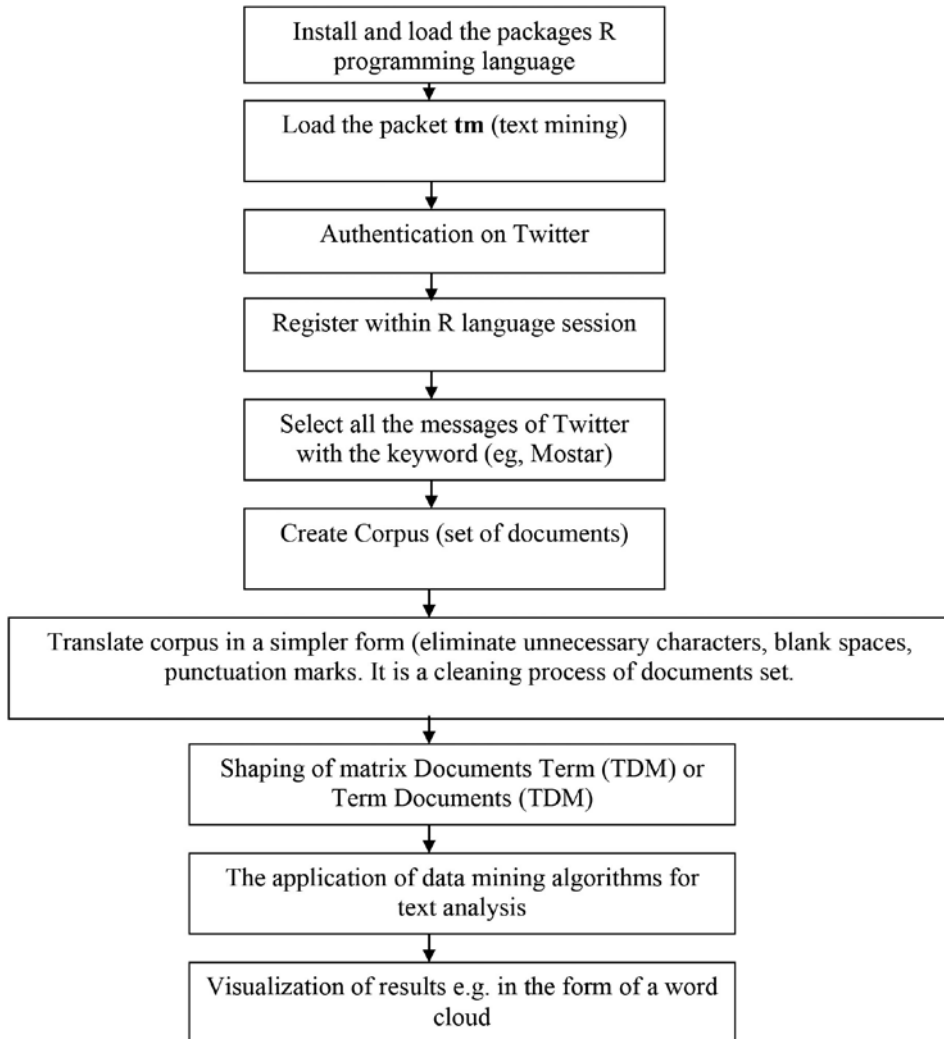 Install and load the packages R
programming language
Load the packet tm (text mining)
Authentication on Twitter
Register within R language session
Select all the messages of Twitter
with the keyword (eg, Mostar)
Create Corpus (set of documents)
Translate corpus in a simpler form (eliminate unnecessary characters, blank spaces,
punctuation marks. It is a cleaning process of documents set.
Shaping of matrix Documents Term (TDM) or
Term Documents (TDM)
The application of data mining algorithms for
text analysis
Visualization of results e.g. in the form of a word
cloud